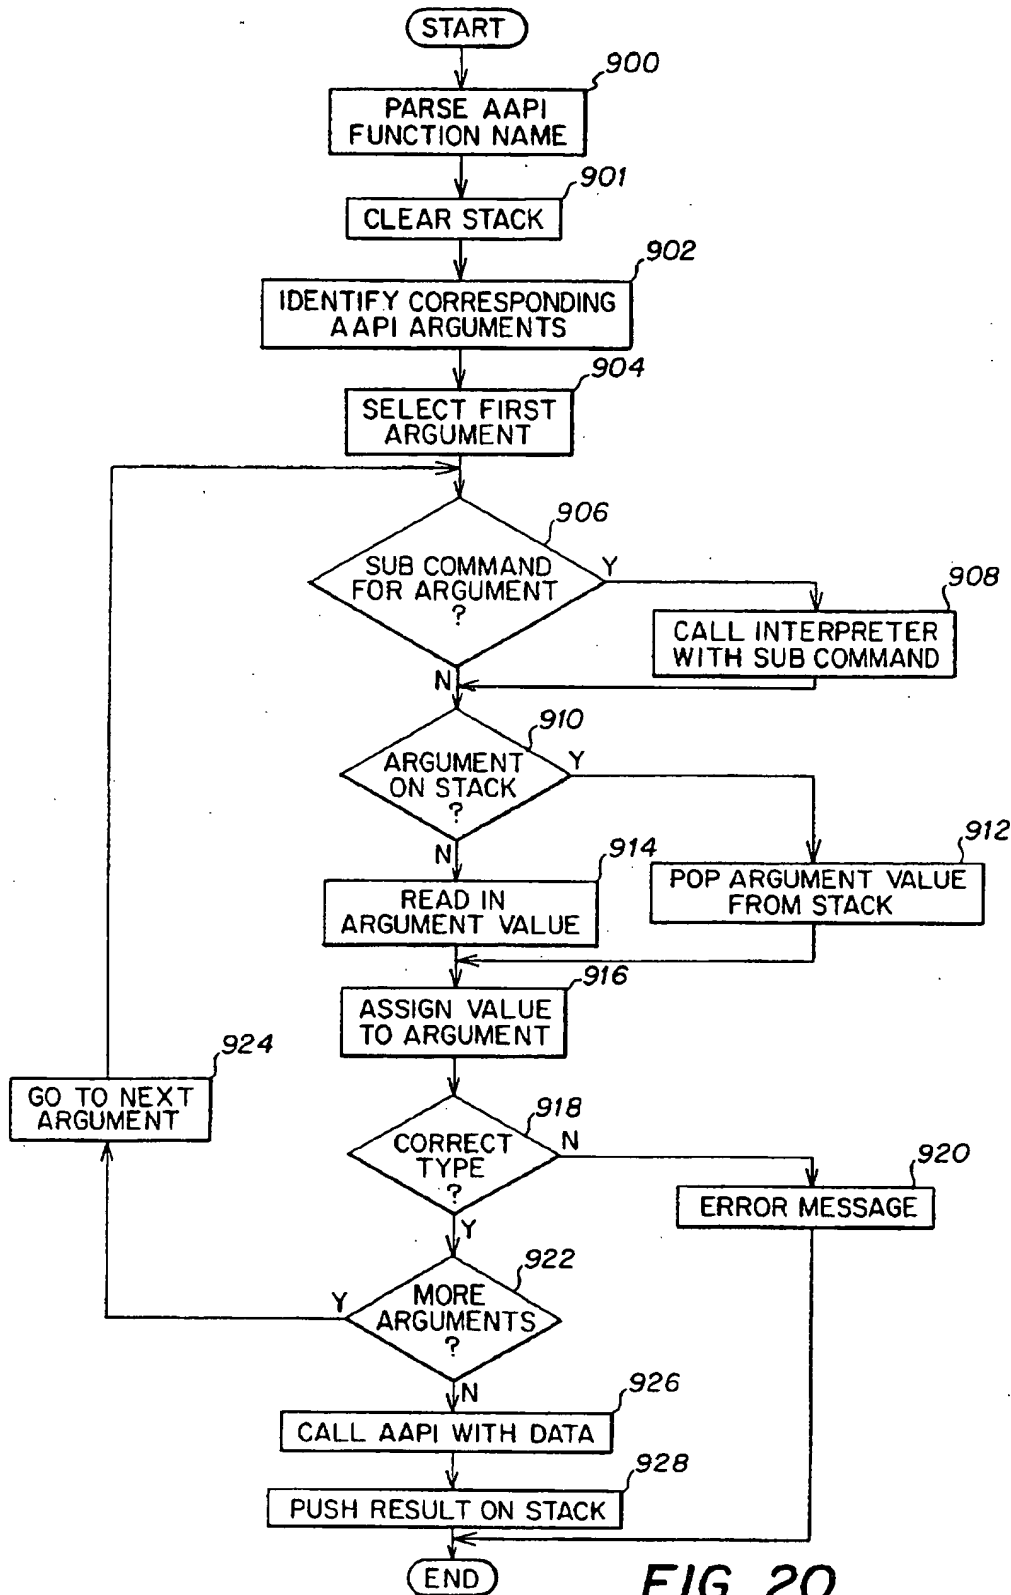 START
900
PARSE AAPI
FUNCTION NAME
901
CLEAR STACK
902
IDENTIFY CORRESPONDING
AAPI ARGUMENTS
904
SELECT FIRST
ARGUMENT
906
SUB COMMAND
FOR ARGUMENT
?
Y
908
CALL INTERPRETER
WITH SUB COMMAND
N
910
ARGUMENT
ON STACK
?
Y
912
POP ARGUMENT VALUE
FROM STACK
N
914
READ IN
ARGUMENT VALUE
916
ASSIGN VALUE
TO ARGUMENT
924
GO TO NEXT
ARGUMENT
918
CORRECT
TYPE
?
N
920
ERROR MESSAGE
Y
922
MORE
ARGUMENTS
?
Y
N
926
CALL AAPI WITH DATA
928
PUSH RESULT ON STACK
END
FIG. 20